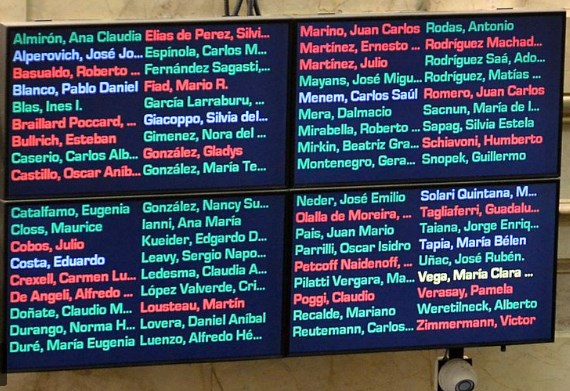 Almirón, Ana Claudia
Alperovich, José Jo...
Basualdo, Roberto ...
Blanco, Pablo Daniel
Blas, Ines I.
Braillard Poccard, ...
Bullrich, Esteban
Caserio, Carlos Alb...
Castillo, Oscar Aníb...
Elías de Perez, Silvi...
Espínola, Carlos M...
Fernández Sagasti,...
Fiad, Mario R.
García Larraburu, ...
Giacoppo, Silvia del...
Gimenez, Nora del ...
González, Gladys
González, María Te...
Catalfamo, Eugenia
Closs, Maurice
Cobos, Julio
Costa, Eduardo
Crexell, Carmen Lu...
De Angeli, Alfredo ...
Doñate, Claudio M...
Durango, Norma H...
Duré, María Eugenia
González, Nancy Su...
Ianni, Ana María
Kueider, Edgardo D...
Leavy, Sergio Napo...
Ledesma, Claudia A...
López Valverde, Cri...
Lousteau, Martín
Lovera, Daniel Aníbal
Luenzo, Alfredo Hé...
Marino, Juan Carlos
Martínez, Ernesto ...
Martínez, Julio
Mayans, José Migu...
Menem, Carlos Saúl
Mera, Dalmacio
Mirabella, Roberto ...
Mirkin, Beatriz Gra...
Montenegro, Gera...
Rodas, Antonio
Rodríguez Machad...
Rodríguez Saá, Ado...
Rodríguez, Matías ...
Romero, Juan Carlos
Sacnun, María de l...
Sapag, Silvia Estela
Schiavoni, Humberto
Snopek, Guillermo
Neder, José Emilio
Olalla de Moreira, ...
Pais, Juan Mario
Parrilli, Oscar Isidro
Petcoff Naidenoff, ...
Pilatti Vergara, Ma...
Poggi, Claudio
Recalde, Mariano
Reutemann, Carlos...
Solari Quintana, M...
Tagliaferri, Guadalu...
Taiana, Jorge Enriq...
Tapia, María Belén
Uñac, José Rubén.
Vega, María Clara ...
Verasay, Pamela
Weretilneck, Alberto
Zimmermann, Victor